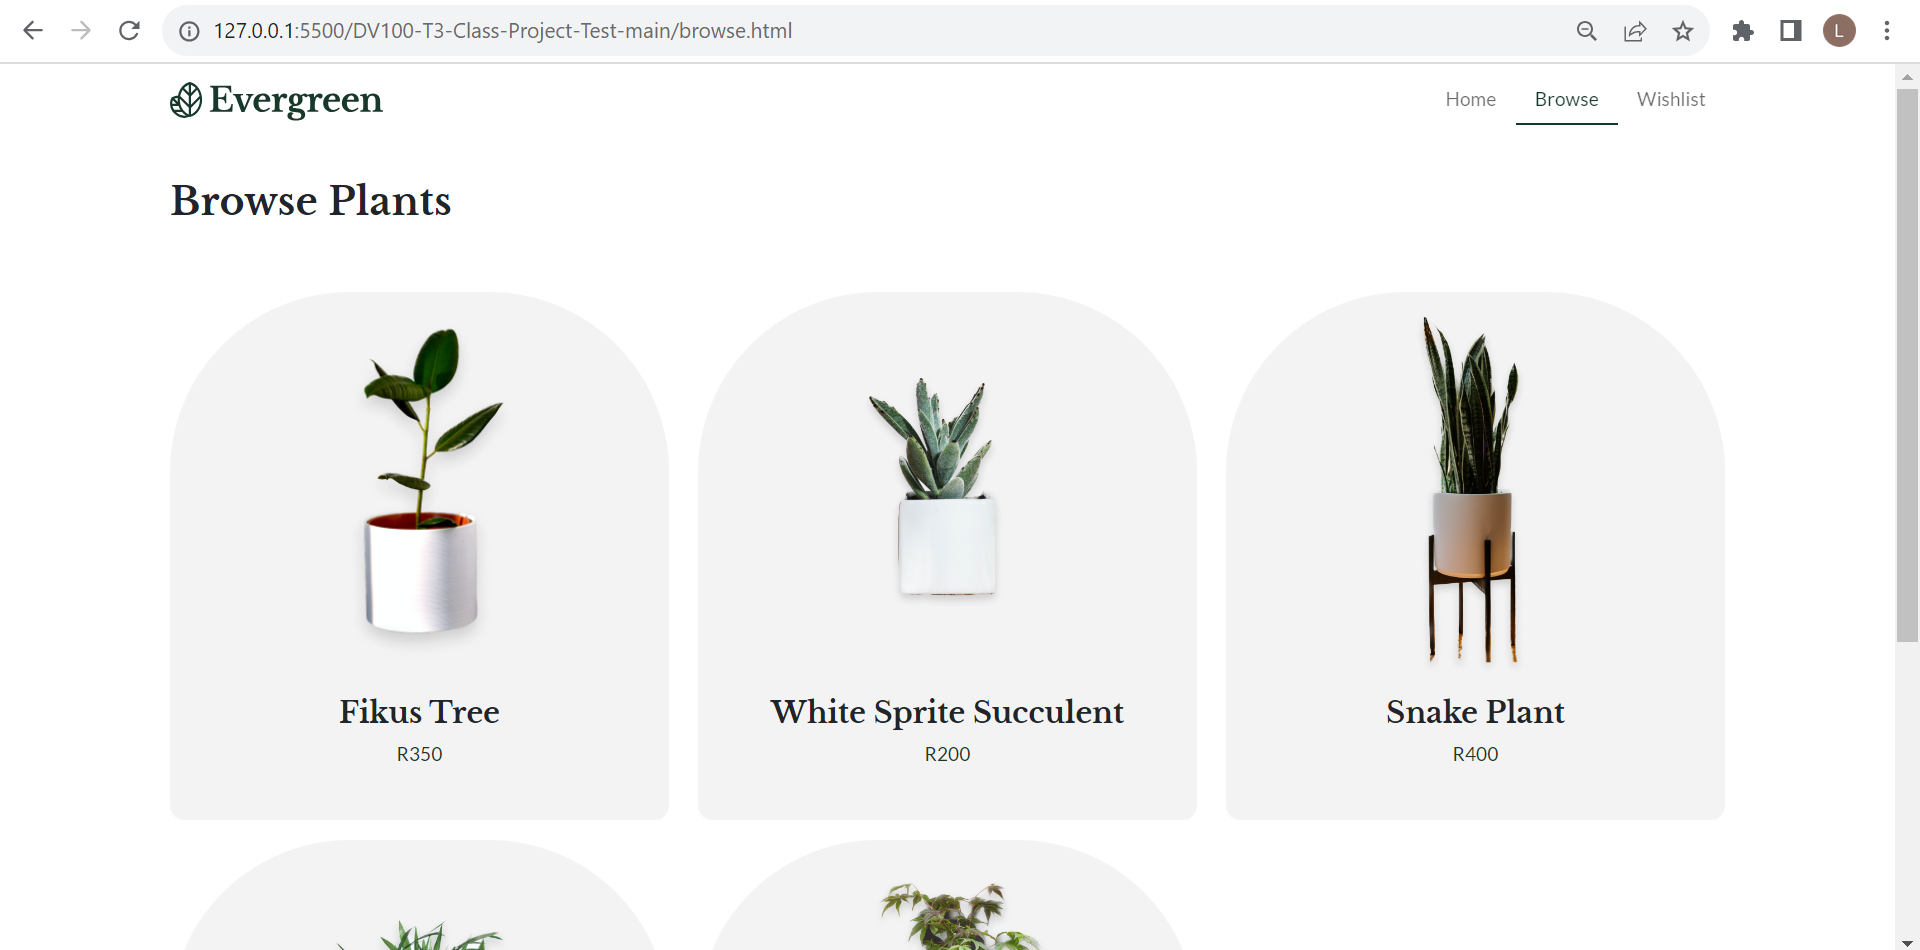 127.0.0.1:5500/DV100-T3-Class-Project-Test-main/browse.html
L
Evergreen
Home Browse Wishlist
Browse Plants
Fikus Tree
R350
White Sprite Succulent
R200
Snake Plant
R400